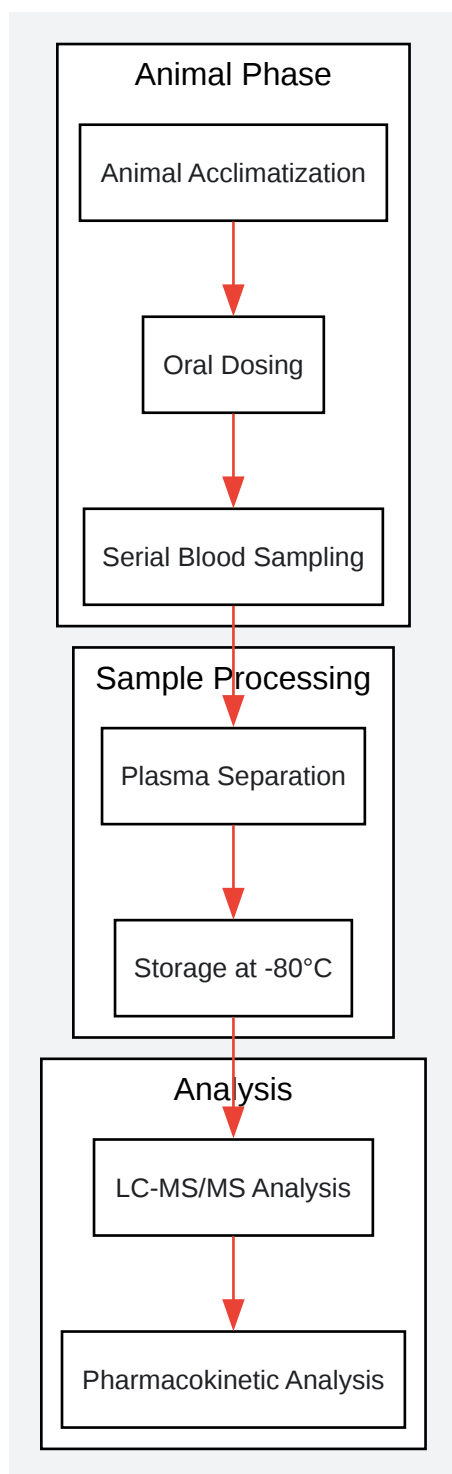 Animal Phase
Animal Acclimatization
Oral Dosing
Serial Blood Sampling
Sample Processing
Plasma Separation
Storage at -80°C
Analysis
LC-MS/MS Analysis
Pharmacokinetic Analysis